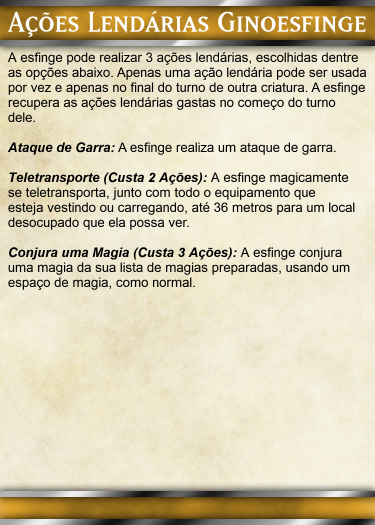 Ações Lendárias Ginoesfinge
A esfinge pode realizar 3 ações lendárias, escolhidas dentre
as opções abaixo. Apenas uma ação lendária pode ser usada
por vez e apenas no final do turno de outra criatura. A esfinge
recupera as ações lendárias gastas no começo do turno
dele.
Ataque de Garra: A esfinge realiza um ataque de garra.
Teletransporte (Custa 2 Ações): A esfinge magicamente
se teletransporta, junto com todo o equipamento que
esteja vestindo ou carregando, até 36 metros para um local
desocupado que ela possa ver.
Conjura uma Magia (Custa 3 Ações): A esfinge conjura
uma magia da sua lista de magias preparadas, usando um
espaço de magia, como normal.